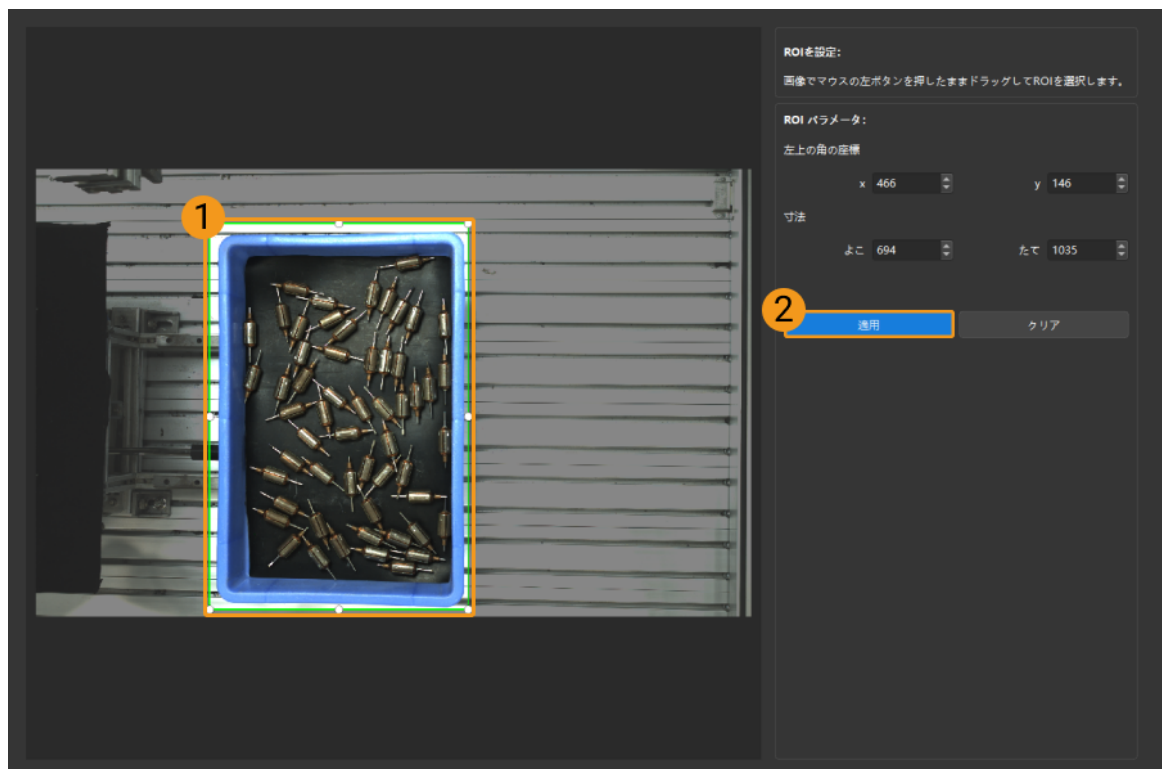 ROIを設定:
画像でマウスの左ボタンを押したままドラッグしてROIを選択します。
ROI パラメータ:
左上の角の座標
x 466 y 146
寸法
よこ 694 たて 1035
1
2
適用 クリア